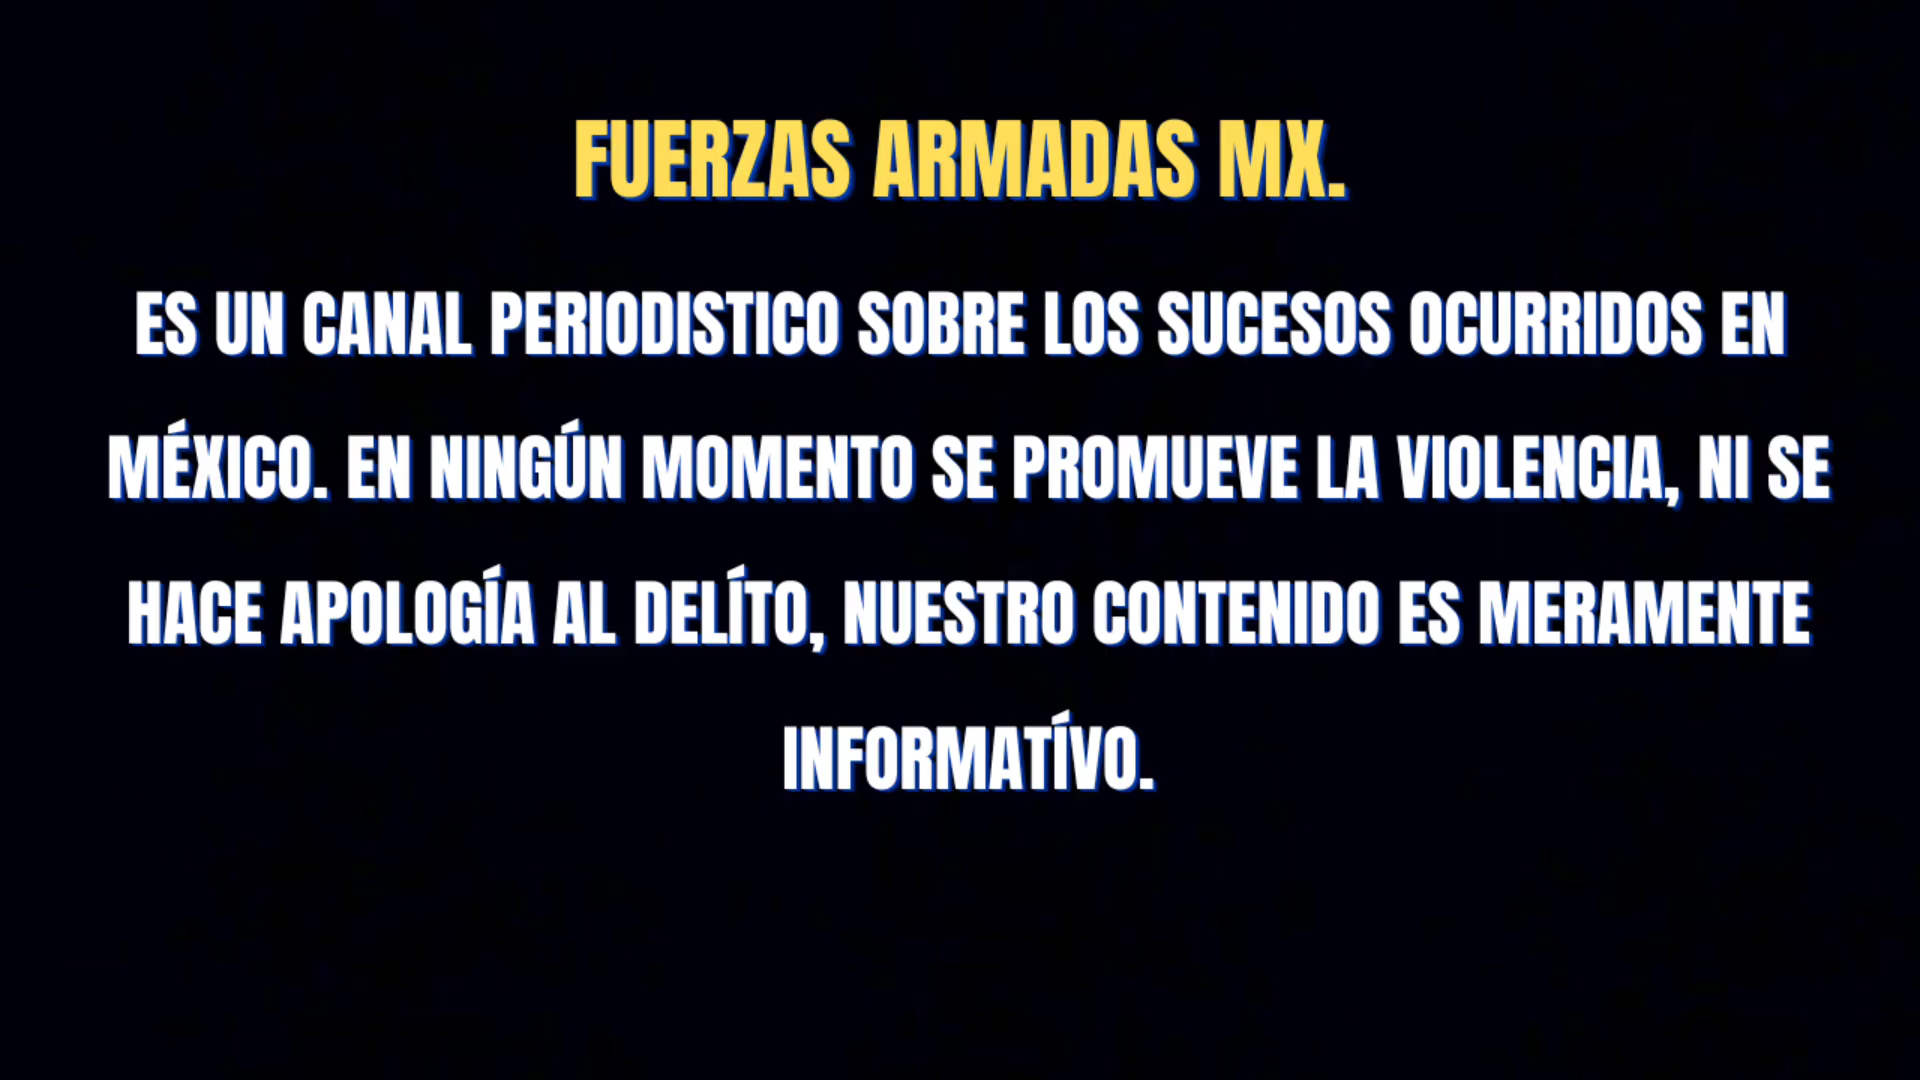 FUERZAS ARMADAS MX.
ES UN CANAL PERIODISTICO SOBRE LOS SUCESOS OCURRIDOS EN
MÉXICO. EN NINGÚN MOMENTO SE PROMUEVE LA VIOLENCIA, NI SE
HACE APOLOGÍA AL DELÍTO, NUESTRO CONTENIDO ES MERAMENTE
INFORMATÍVO.